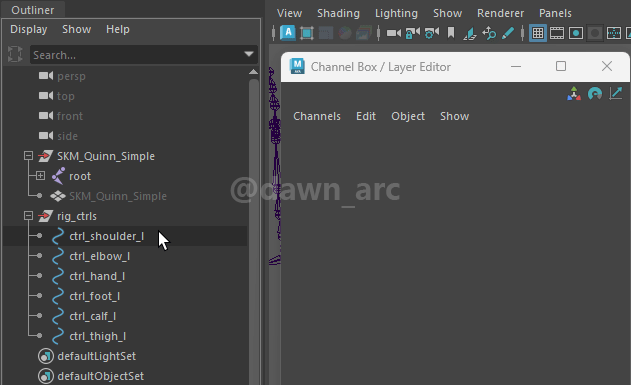 Outliner
Display Show Help
Search...
persp
top
front
side
SKM_Quinn_Simple
root
SKM_Quinn_Simple
rig_ctrls
ctrl_shoulder_l
ctrl_elbow_l
ctrl_hand_l
ctrl_foot_l
ctrl_calf_l
ctrl_thigh_l
defaultLightSet
defaultObjectSet
View Shading Lighting Show Renderer Panels
A
M
Channel Box / Layer Editor
Channels Edit Object Show
@dawn_arc